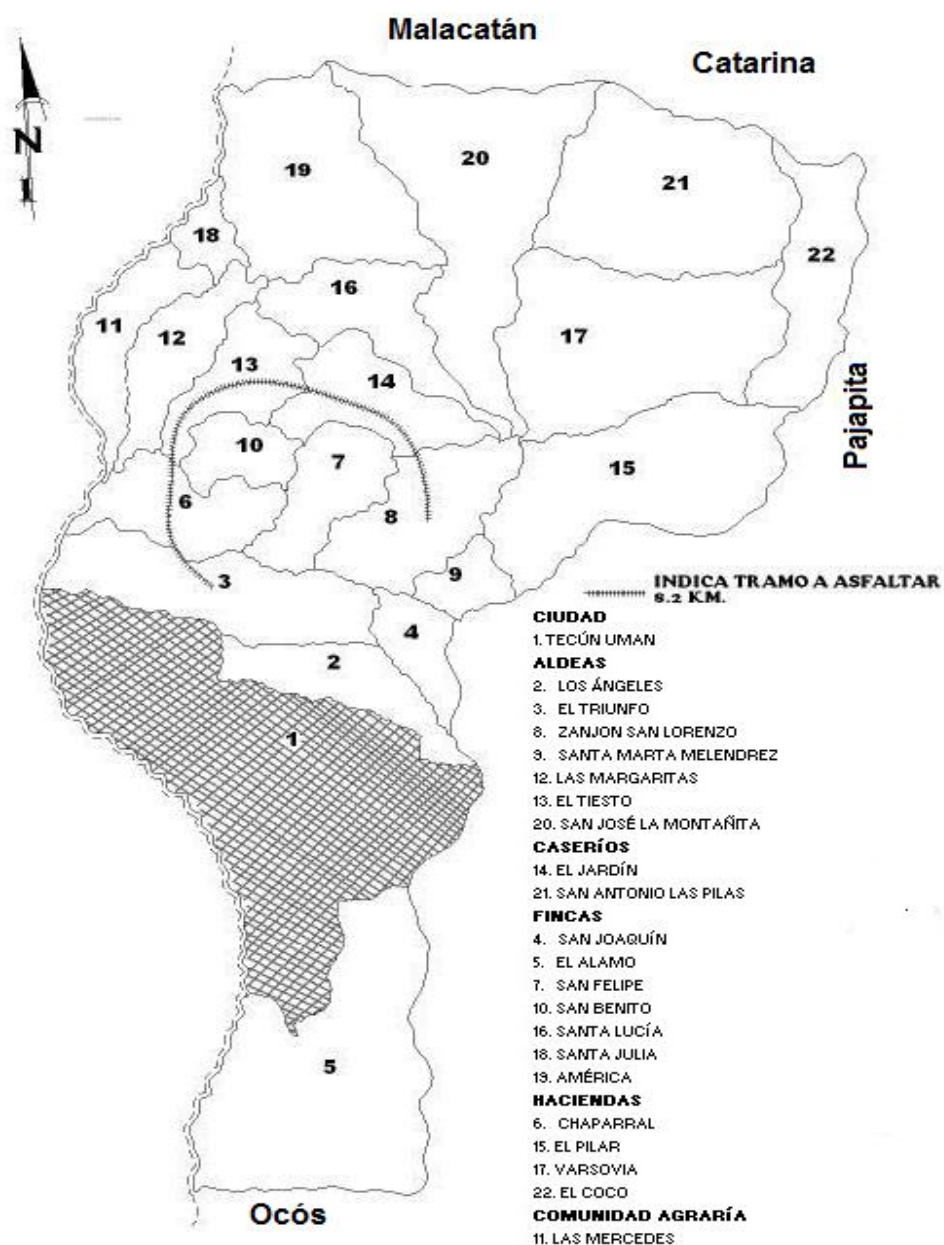 Malacatán
Catarina
N
19
20
21
18
22
16
11
12
17
13
14
10
7
15
Pajapita
6
8
9
3
INDICA TRAMO A ASFALTAR
8.2 KM.
4
2
1
5
Ocós
CIUDAD
1. TECÚN UMAN
ALDEAS
2. LOS ÁNGELES
3. EL TRIUNFO
8. ZANJON SAN LORENZO
9. SANTA MARTA MELENDREZ
12. LAS MARGARITAS
13. EL TIESTO
20. SAN JOSÉ LA MONTAÑITA
CASERÍOS
14. EL JARDÍN
21. SAN ANTONIO LAS PILAS
FINCAS
4. SAN JOAQUÍN
5. EL ALAMO
7. SAN FELIPE
10. SAN BENITO
16. SANTA LUCÍA
18. SANTA JULIA
19. AMÉRICA
HACIENDAS
6. CHAPARRAL
15. EL PILAR
17. VARSOVIA
22. EL COCO
COMUNIDAD AGRARÍA
11. LAS MERCEDES